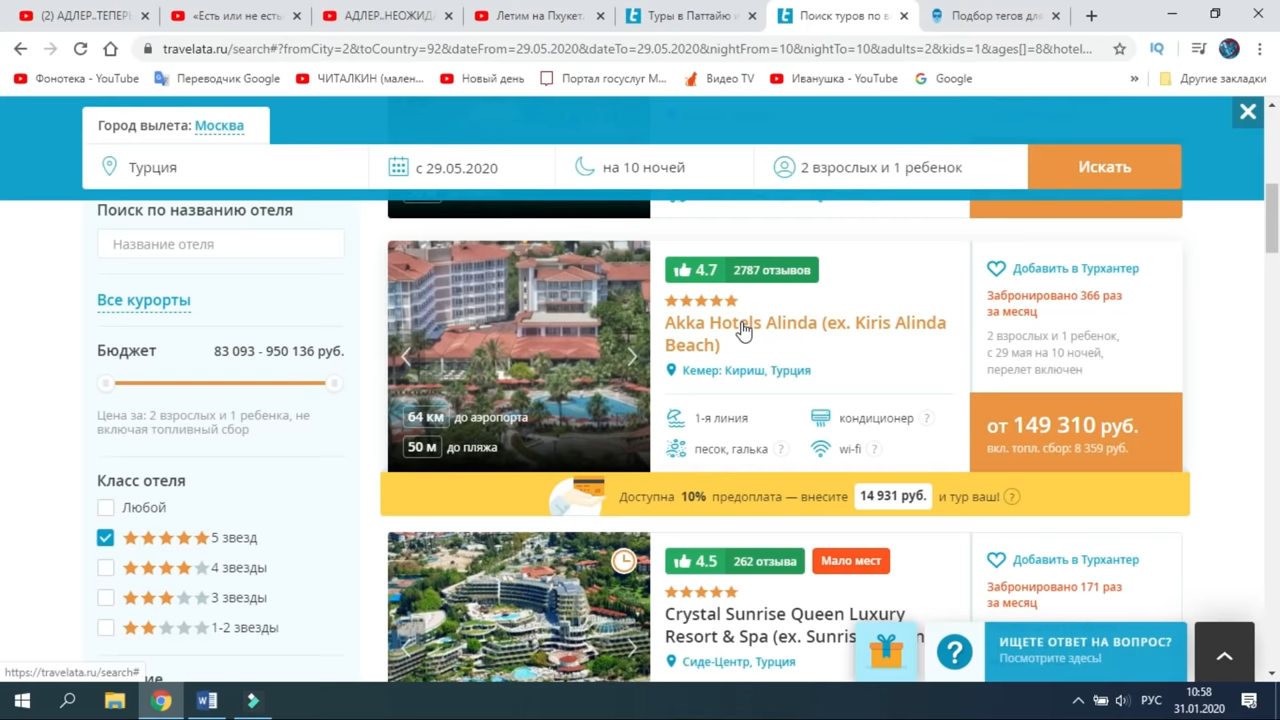 (2) АДЛЕР..ТЕПЕР
«Есть или не есть
АДЛЕР..НЕОЖИДА
Летим на Пхукет.
Туры в Паттайю и
Поиск туров по в
Подбор тегов для
travelata.ru/search#?fromCity=2&toCountry=92&dateFrom=29.05.2020&dateTo=29.05.2020&nightFrom=10&nightTo=10&adults=2&kids=1&ages[]=8&hotel...
Фонотека - YouTube
Переводчик Google
ЧИТАЛКИН (мален...
Новый день
Портал госуслуг М...
Видео TV
Иванушка - YouTube
Google
Другие закладки
Город вылета: Москва
Турция
с 29.05.2020
на 10 ночей
2 взрослых и 1 ребенок
Искать
Поиск по названию отеля
Название отеля
Все курорты
Бюджет 83 093 - 950 136 руб.
Цена за: 2 взрослых и 1 ребенка, не
включая топливный сбор
Класс отеля
Любой
5 звезд
4 звезды
3 звезды
1-2 звезды
64 км до аэропорта
50 м до пляжа
4.7 2787 отзывов
Akka Hotels Alinda (ex. Kiris Alinda
Beach)
Кемер: Кириш, Турция
1-я линия
кондиционер ?
песок, галька ?
wi-fi ?
Добавить в Турхантер
Забронировано 366 раз
за месяц
2 взрослых и 1 ребенок,
с 29 мая на 10 ночей,
перелет включен
от 149 310 руб.
вкл. топл. сбор: 8 359 руб.
Доступна 10% предоплата — внесите 14 931 руб. и тур ваш! ?
4.5 262 отзыва
Мало мест
Crystal Sunrise Queen Luxury
Resort & Spa (ex. Sunris
Сиде-Центр, Турция
Добавить в Турхантер
Забронировано 171 раз
за месяц
?
ИЩЕТЕ ОТВЕТ НА ВОПРОС?
Посмотрите здесь!
https://travelata.ru/search#
РУС
10:58
31.01.2020